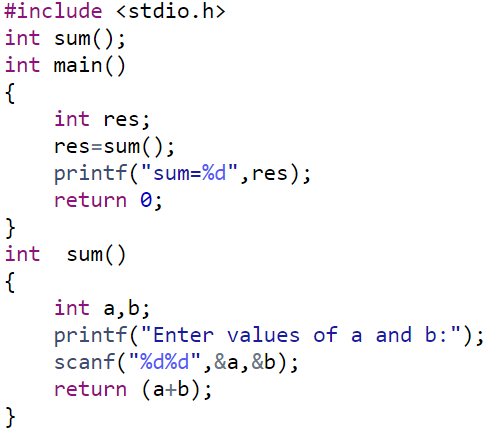 #include <stdio.h>
int sum();
int main()
{
    int res;
    res=sum();
    printf("sum=%d",res);
    return 0;
}
int  sum()
{
    int a,b;
    printf("Enter values of a and b:");
    scanf("%d%d",&a,&b);
    return (a+b);
}